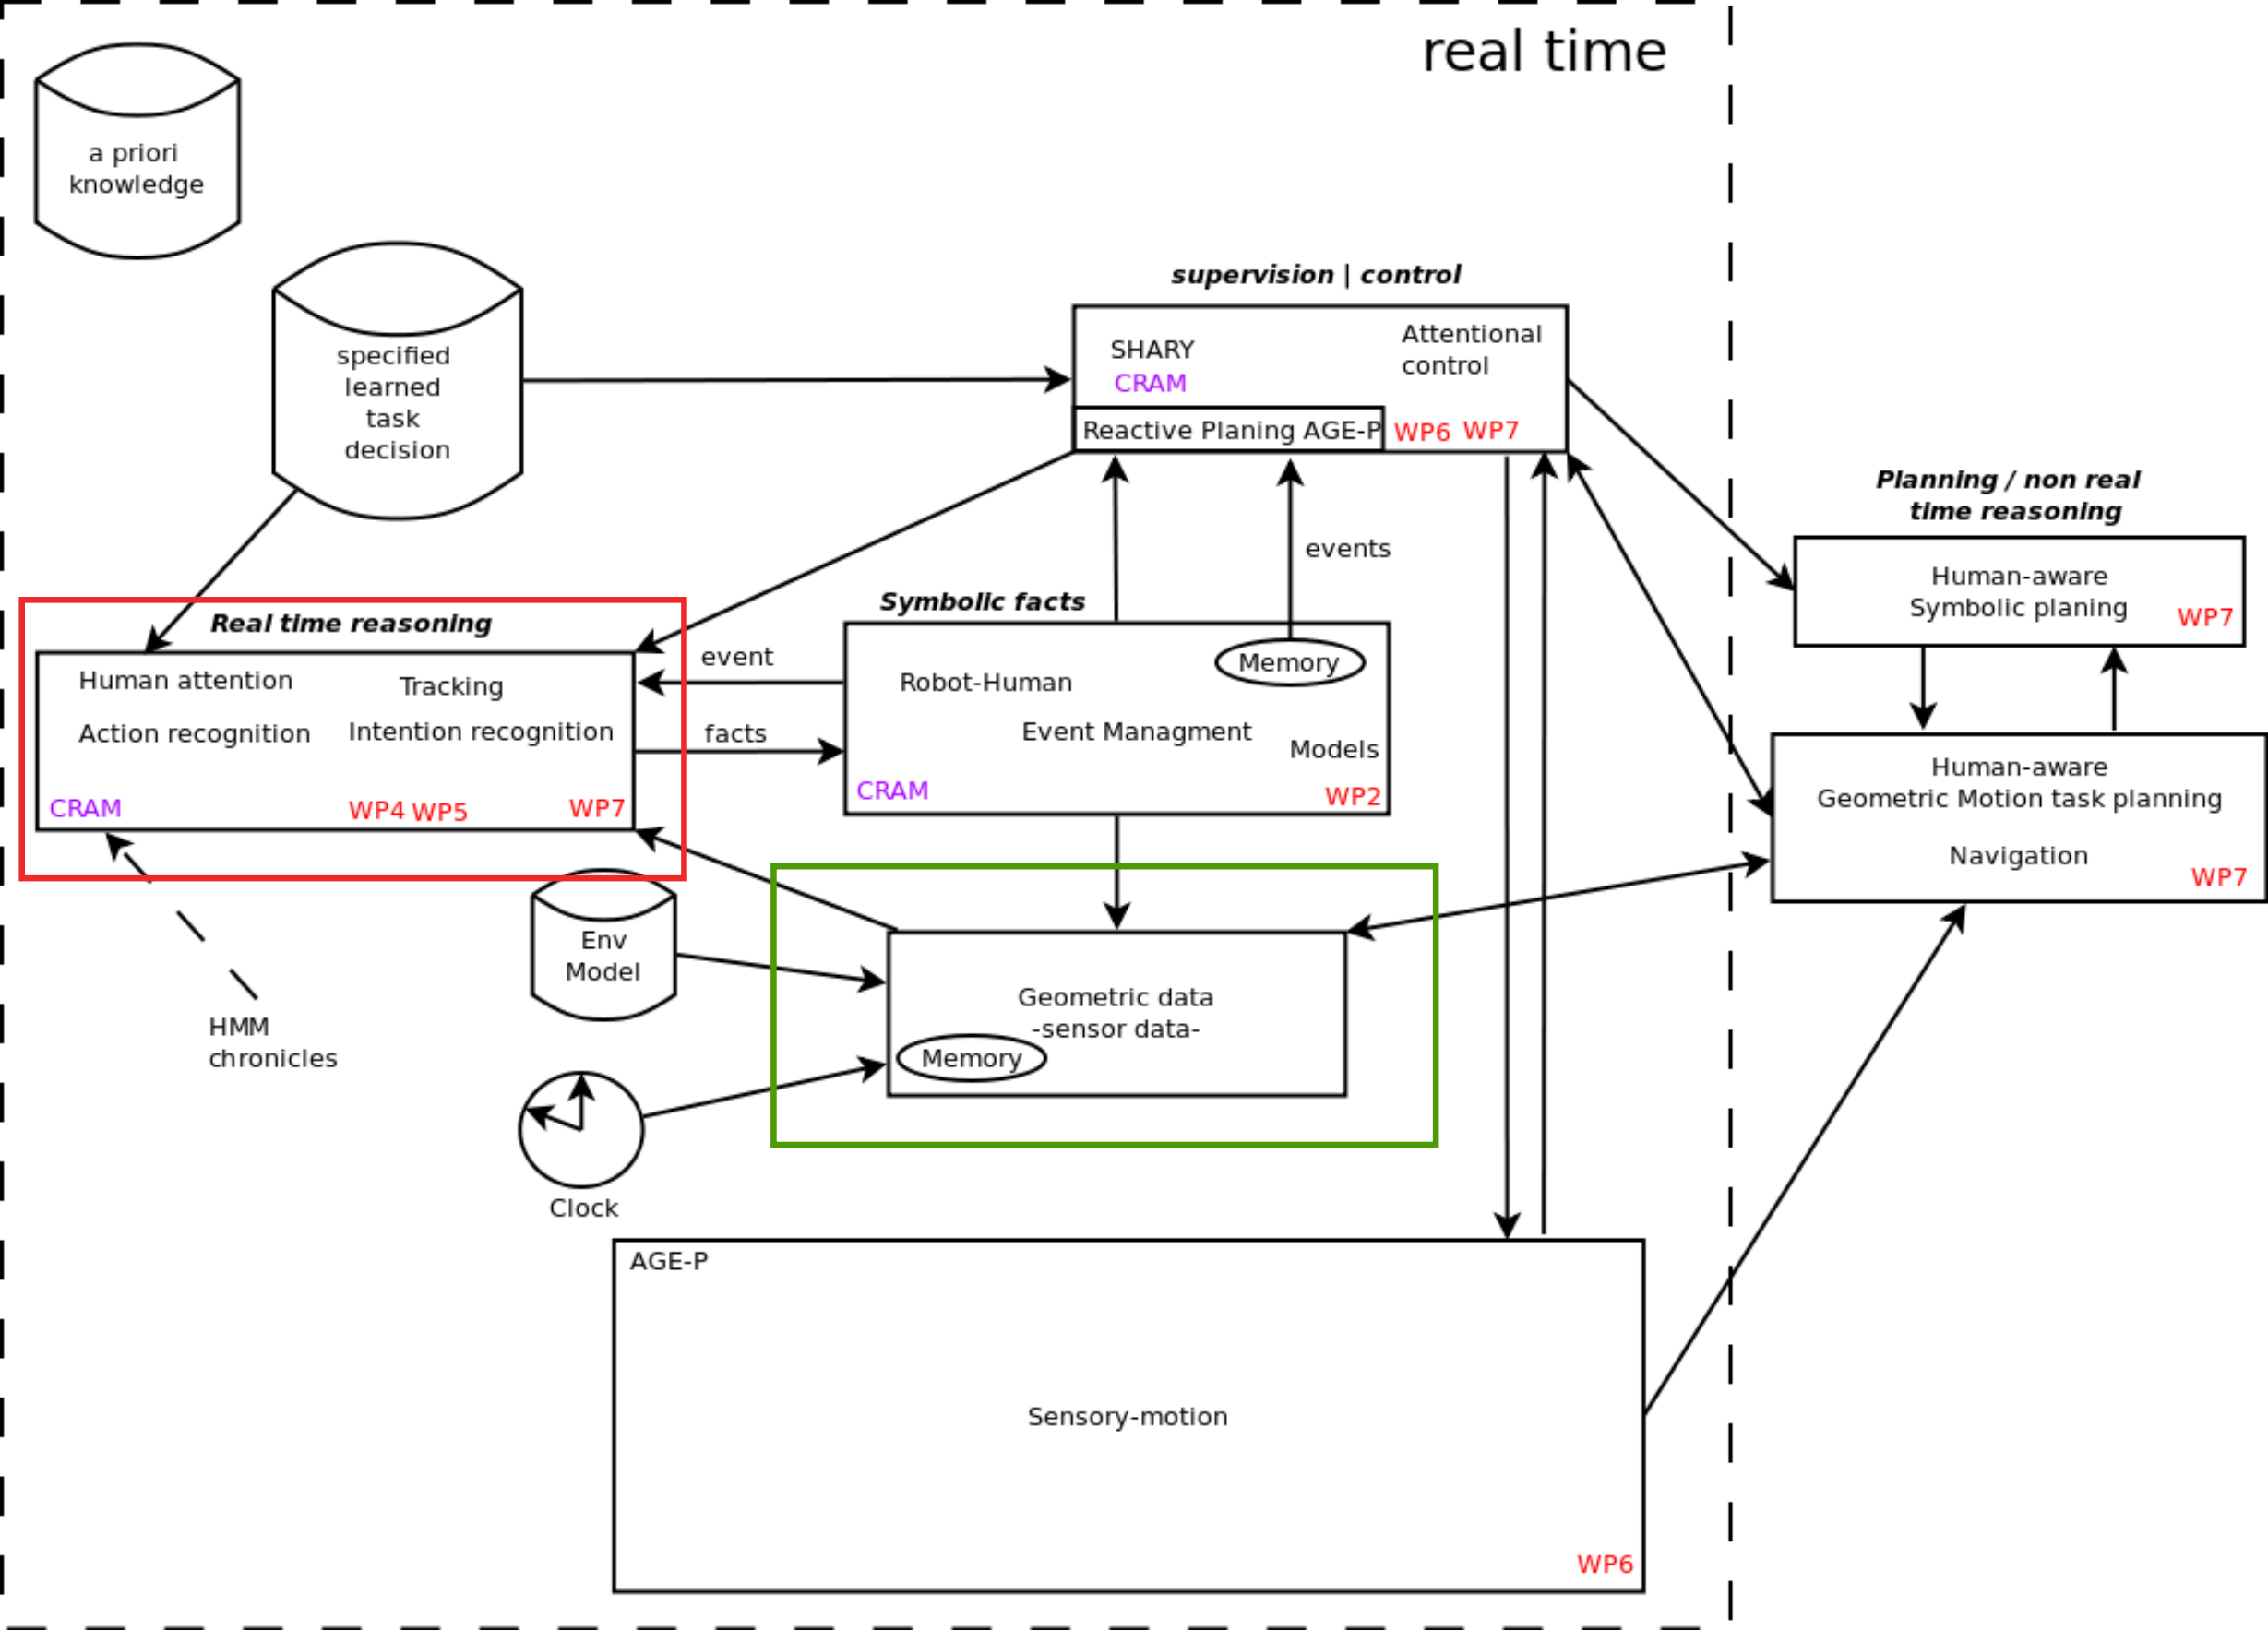 real time
a priori
knowledge
specified
learned
task
decision
supervision | control
SHARY
CRAM
Attentional
control
Reactive Planing AGE-P
WP6 WP7
Planning / non real
time reasoning
Human-aware
Symbolic planing
WP7
events
Real time reasoning
Human attention
Tracking
Action recognition
Intention recognition
CRAM
WP4 WP5
WP7
event
facts
Symbolic facts
Memory
Robot-Human
Event Managment
Models
CRAM
WP2
Human-aware
Geometric Motion task planning
Navigation
WP7
Env
Model
Geometric data
-sensor data-
Memory
HMM
chronicles
Clock
AGE-P
Sensory-motion
WP6